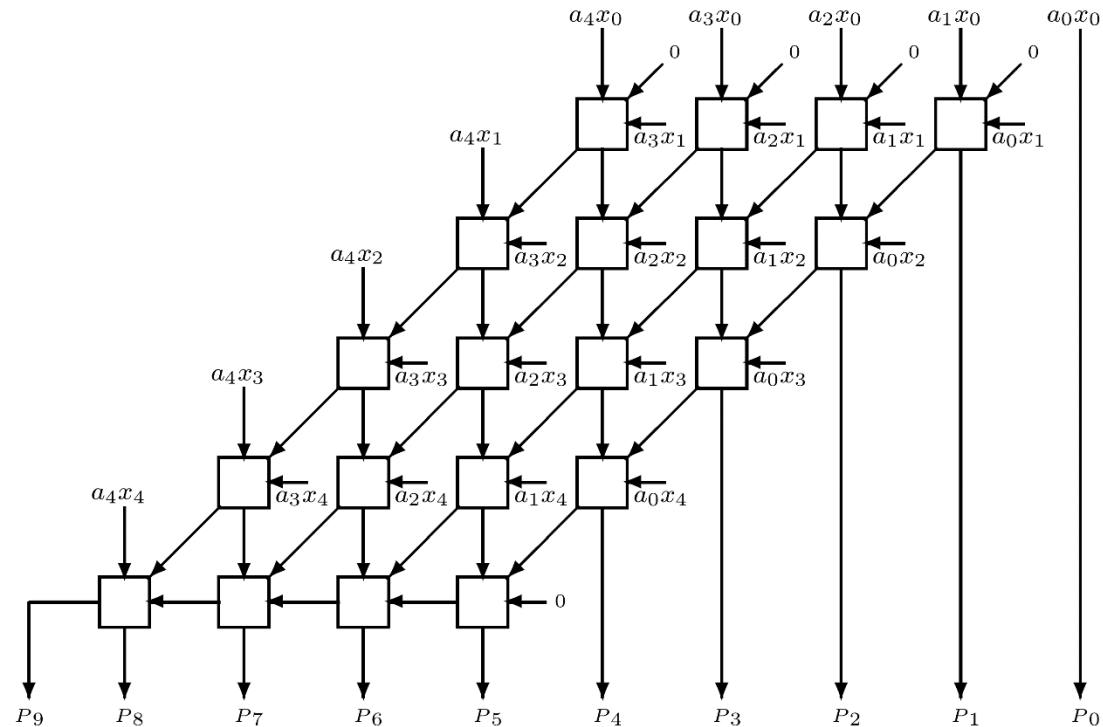 a₄x₀ a₃x₀ a₂x₀ a₁x₀ a₀x₀
0 0 0 0
a₄x₁ a₃x₁ a₂x₁ a₁x₁ a₀x₁
a₄x₂ a₃x₂ a₂x₂ a₁x₂ a₀x₂
a₄x₃ a₃x₃ a₂x₃ a₁x₃ a₀x₃
a₄x₄ a₃x₄ a₂x₄ a₁x₄ a₀x₄
0
P₉ P₈ P₇ P₆ P₅ P₄ P₃ P₂ P₁ P₀